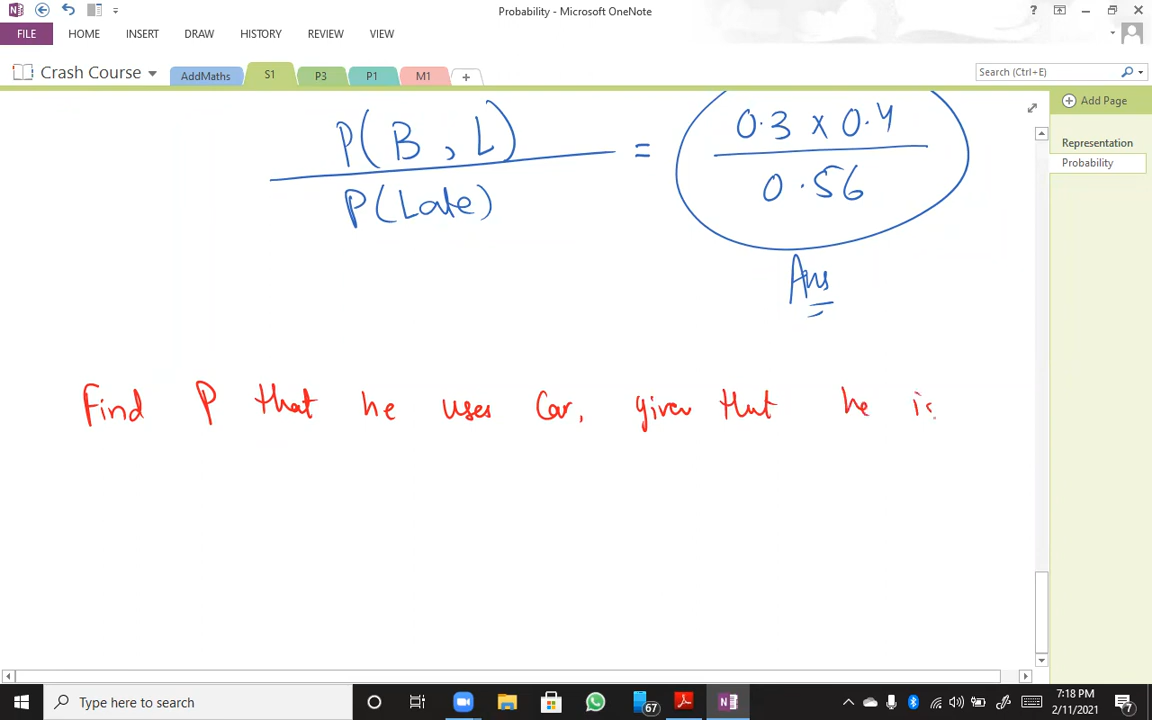 Probability - Microsoft OneNote
FILE HOME INSERT DRAW HISTORY REVIEW VIEW
Crash Course AddMaths S1 P3 P1 M1 + Search (Ctrl+E)
Add Page
Representation
Probability
P(B, L) / P(Late) = 0.3 x 0.4 / 0.56
Ans
Find P that he uses Car, given that he is
Type here to search
67
7:18 PM
2/11/2021
7